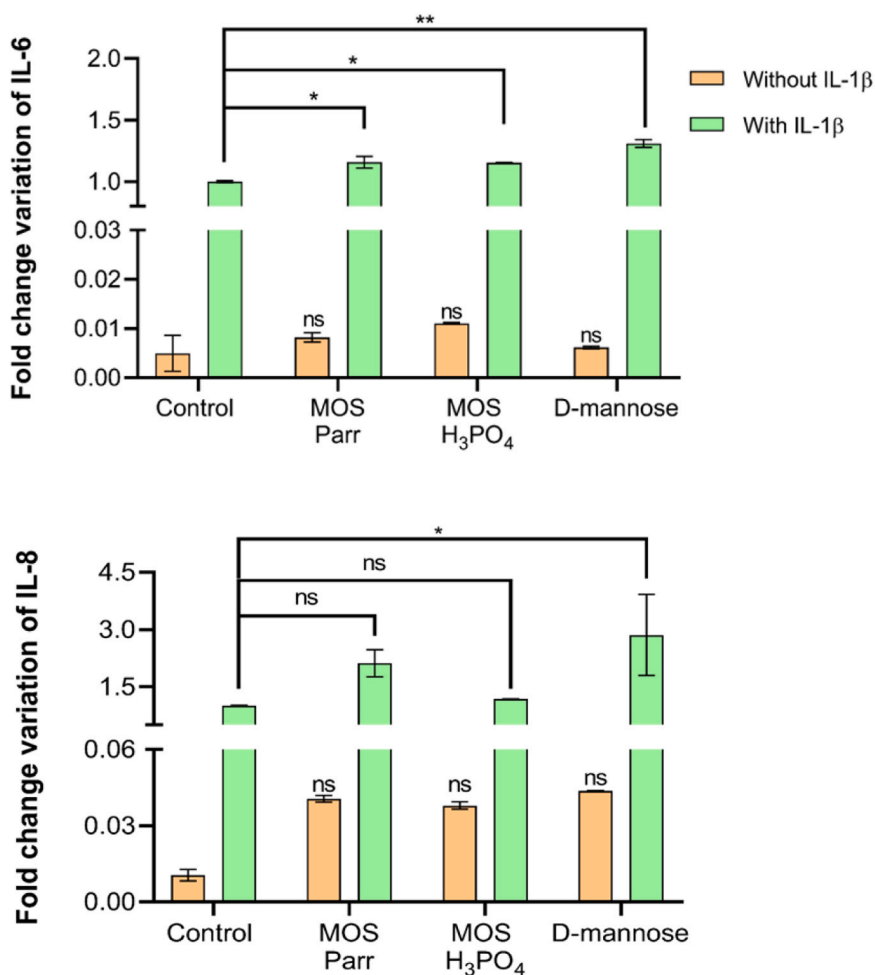 **
Fold change variation of IL-6
2.0
*
Without IL-1β
With IL-1β
1.5
*
1.0
0.03
0.02
0.01
0.00
ns
ns
ns
Control
MOS
Parr
MOS
H₃PO₄
D-mannose
*
Fold change variation of IL-8
4.5
ns
ns
3.0
1.5
0.06
0.03
0.00
ns
ns
ns
Control
MOS
Parr
MOS
H₃PO₄
D-mannose